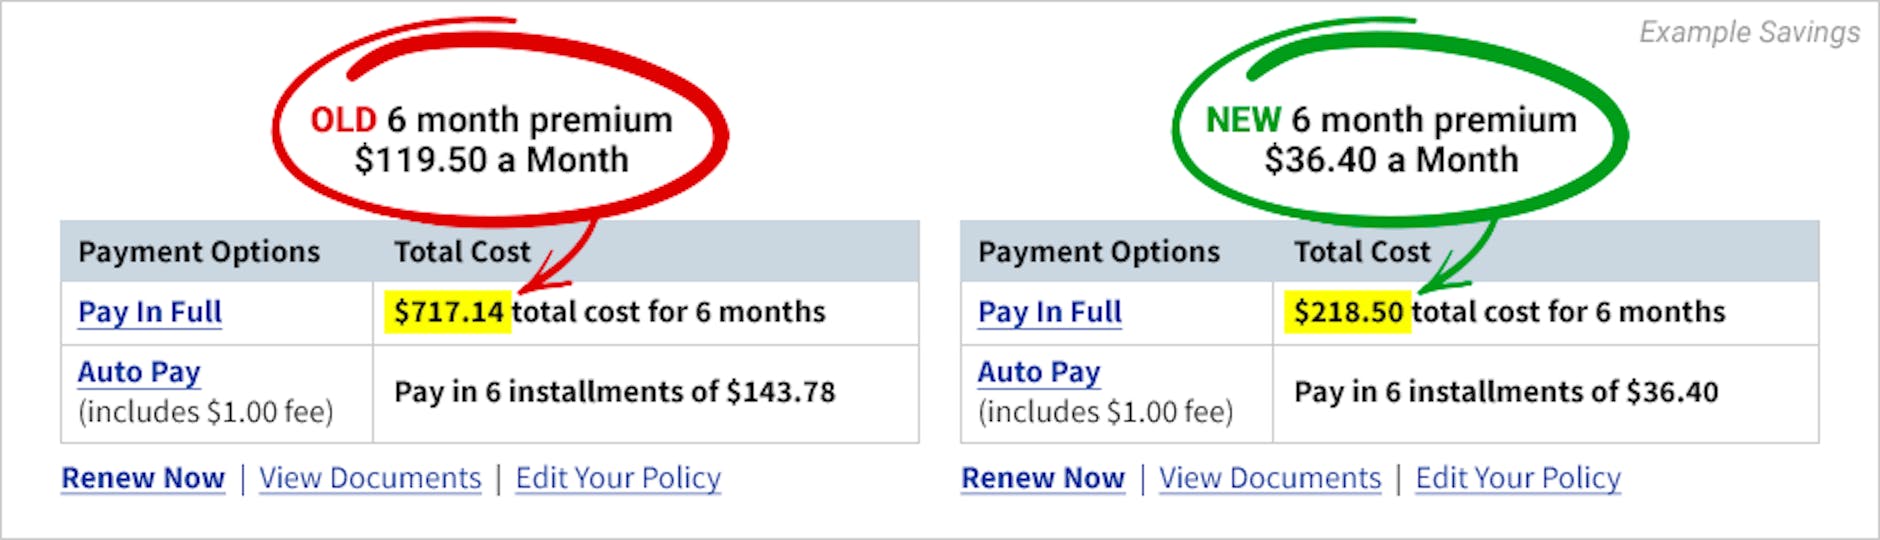 Example Savings
OLD 6 month premium
$119.50 a Month
Payment Options Total Cost
Pay In Full $717.14 total cost for 6 months
Auto Pay
(includes $1.00 fee)
Pay in 6 installments of $143.78
Renew Now | View Documents | Edit Your Policy
NEW 6 month premium
$36.40 a Month
Payment Options Total Cost
Pay In Full $218.50 total cost for 6 months
Auto Pay
(includes $1.00 fee)
Pay in 6 installments of $36.40
Renew Now | View Documents | Edit Your Policy